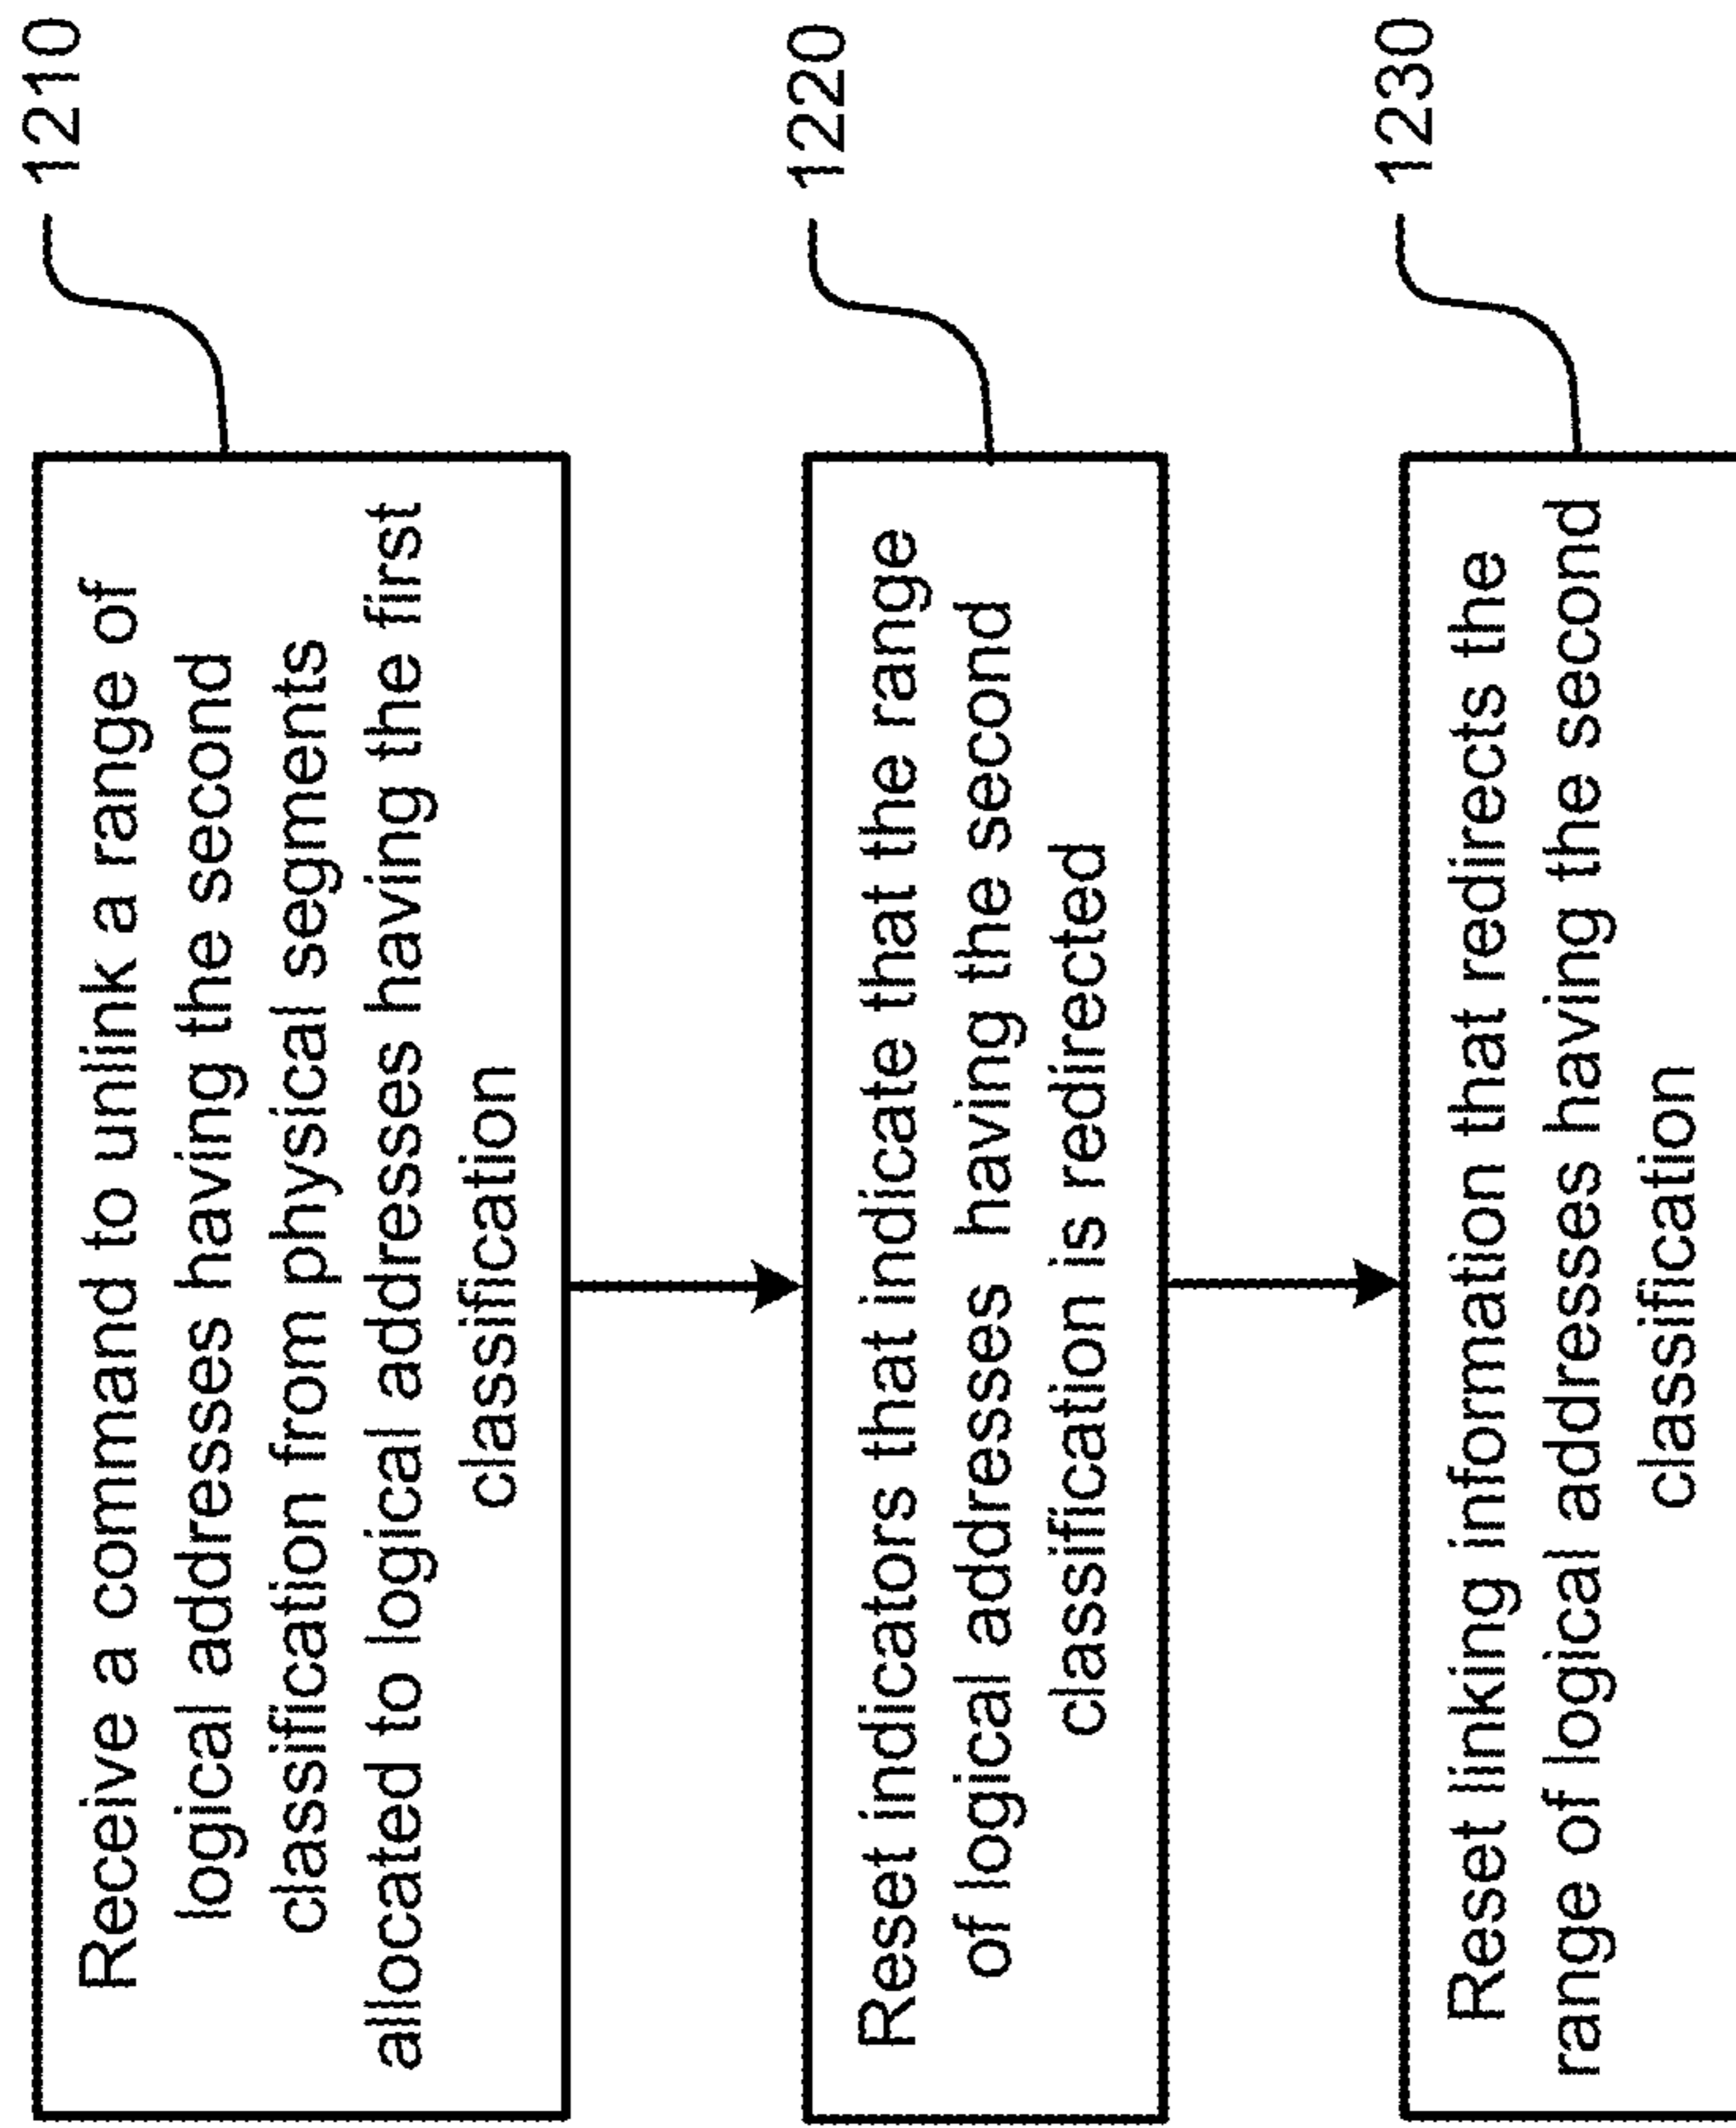 Receive a command to unlink a range of
logical addresses having the second
classification from physical segments
allocated to logical addresses having the first
classification
1210
Reset indicators that indicate that the range
of logical addresses having the second
classification is redirected
1220
Reset linking information that redirects the
range of logical addresses having the second
classification
1230